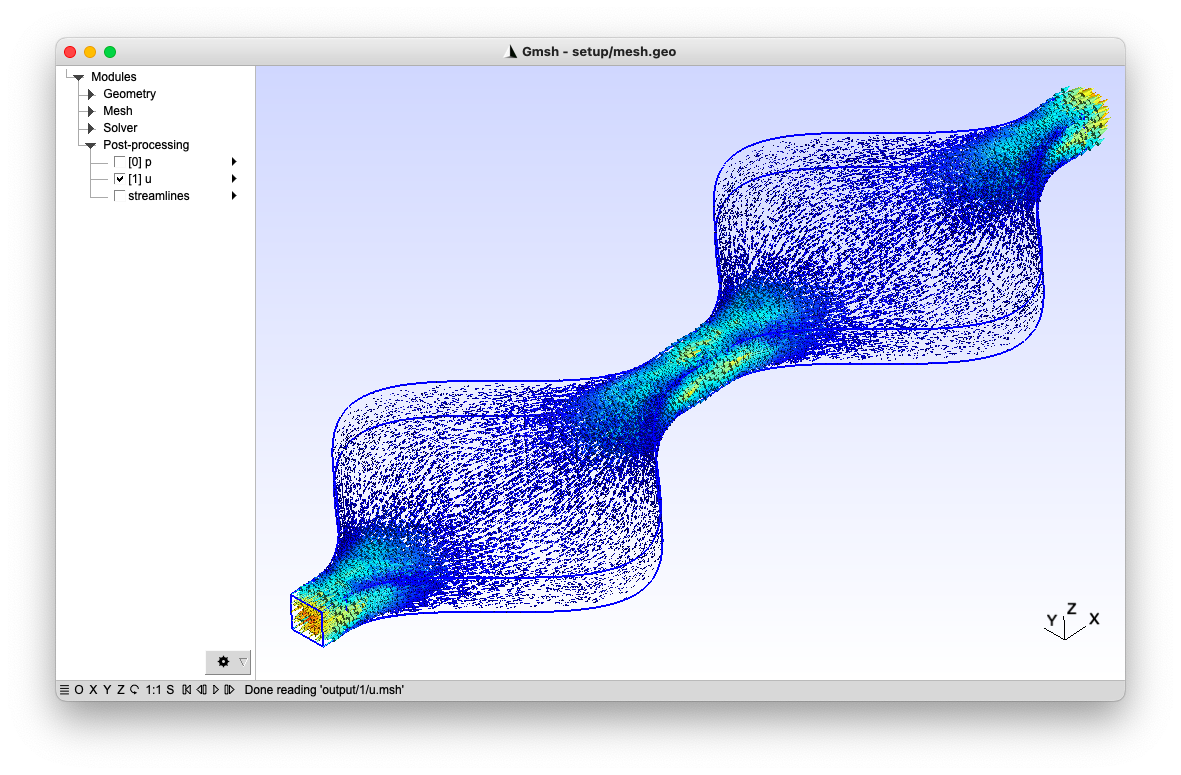 Gmsh - setup/mesh.geo
Modules
Geometry
Mesh
Solver
Post-processing
[0] p
[1] u
streamlines
Z
Y X
O X Y Z 1:1 S Done reading 'output/1/u.msh'